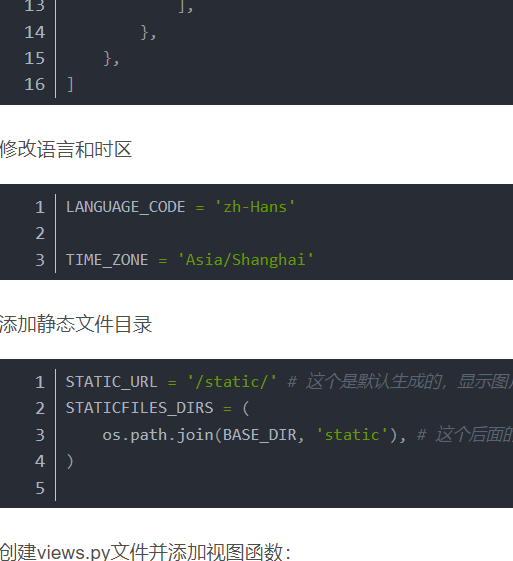 13 ],
14 },
15 },
16 ]
修改语言和时区
1 LANGUAGE_CODE = 'zh-Hans'
2
3 TIME_ZONE = 'Asia/Shanghai'
添加静态文件目录
1 STATIC_URL = '/static/' # 这个是默认生成的，显示图
2 STATICFILES_DIRS = (
3 os.path.join(BASE_DIR, 'static'), # 这个后面的
4 )
5
创建views.py文件并添加视图函数：